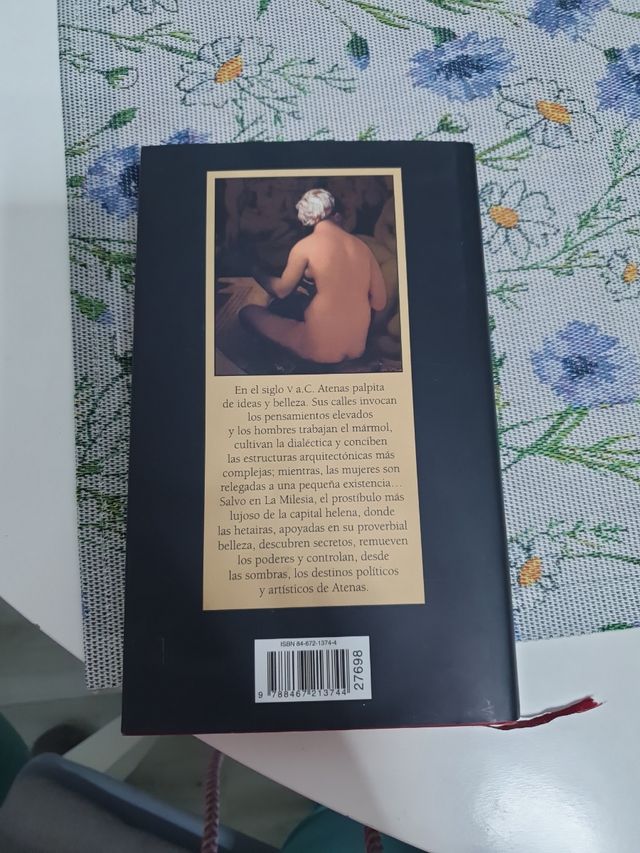 En el siglo V a.C. Atenas palpita
de ideas y belleza. Sus calles invocan
los pensamientos elevados
y los hombres trabajan el mármol,
cultivan la dialéctica y conciben
las estructuras arquitectónicas más
complejas; mientras, las mujeres son
relegadas a una pequeña existencia…
Salvo en La Milesia, el prostíbulo más
lujoso de la capital helena, donde
las hetairas, apoyadas en su proverbial
belleza, descubren secretos, remueven
los poderes y controlan, desde
las sombras, los destinos políticos
y artísticos de Atenas.
ISBN 84-672-1374-4
27698
9 788467 213744